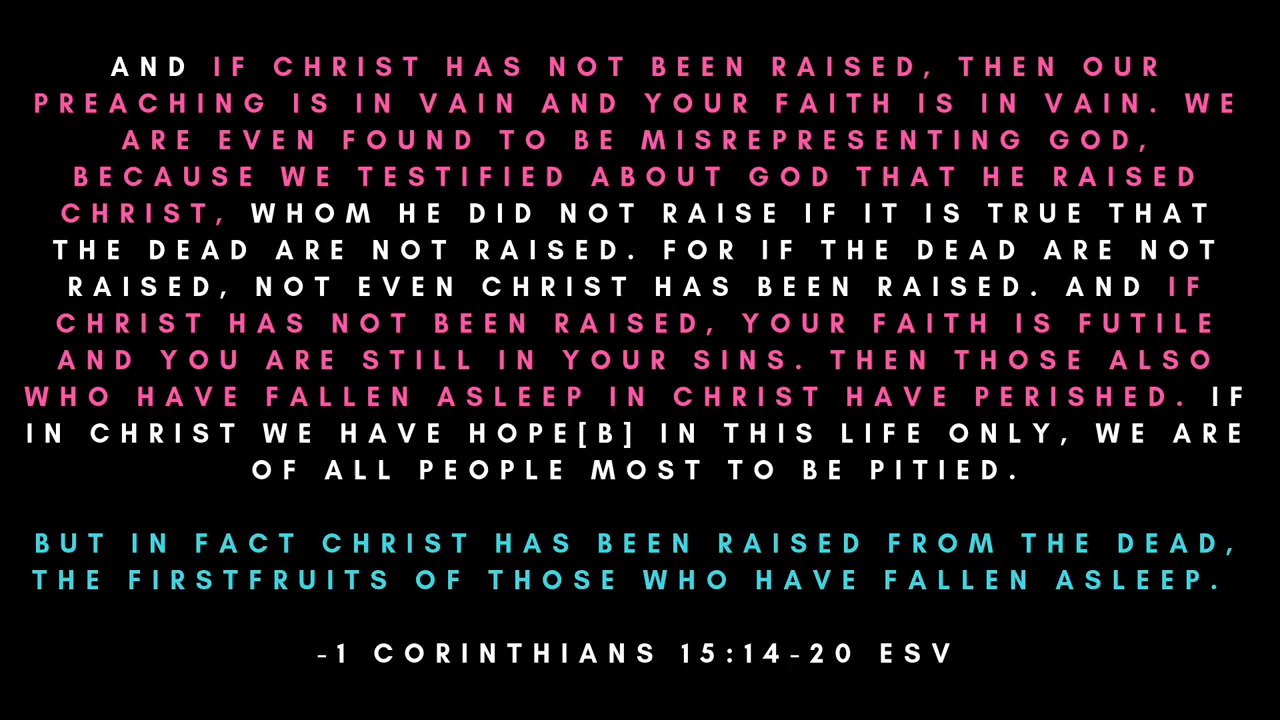 AND IF CHRIST HAS NOT BEEN RAISED, THEN OUR
PREACHING IS IN VAIN AND YOUR FAITH IS IN VAIN. WE
ARE EVEN FOUND TO BE MISREPRESENTING GOD,
BECAUSE WE TESTIFIED ABOUT GOD THAT HE RAISED
CHRIST, WHOM HE DID NOT RAISE IF IT IS TRUE THAT
THE DEAD ARE NOT RAISED. FOR IF THE DEAD ARE NOT
RAISED, NOT EVEN CHRIST HAS BEEN RAISED. AND IF
CHRIST HAS NOT BEEN RAISED, YOUR FAITH IS FUTILE
AND YOU ARE STILL IN YOUR SINS. THEN THOSE ALSO
WHO HAVE FALLEN ASLEEP IN CHRIST HAVE PERISHED. IF
IN CHRIST WE HAVE HOPE[B] IN THIS LIFE ONLY, WE ARE
OF ALL PEOPLE MOST TO BE PITIED.
BUT IN FACT CHRIST HAS BEEN RAISED FROM THE DEAD,
THE FIRSTFRUITS OF THOSE WHO HAVE FALLEN ASLEEP.
-1 CORINTHIANS 15:14-20 ESV